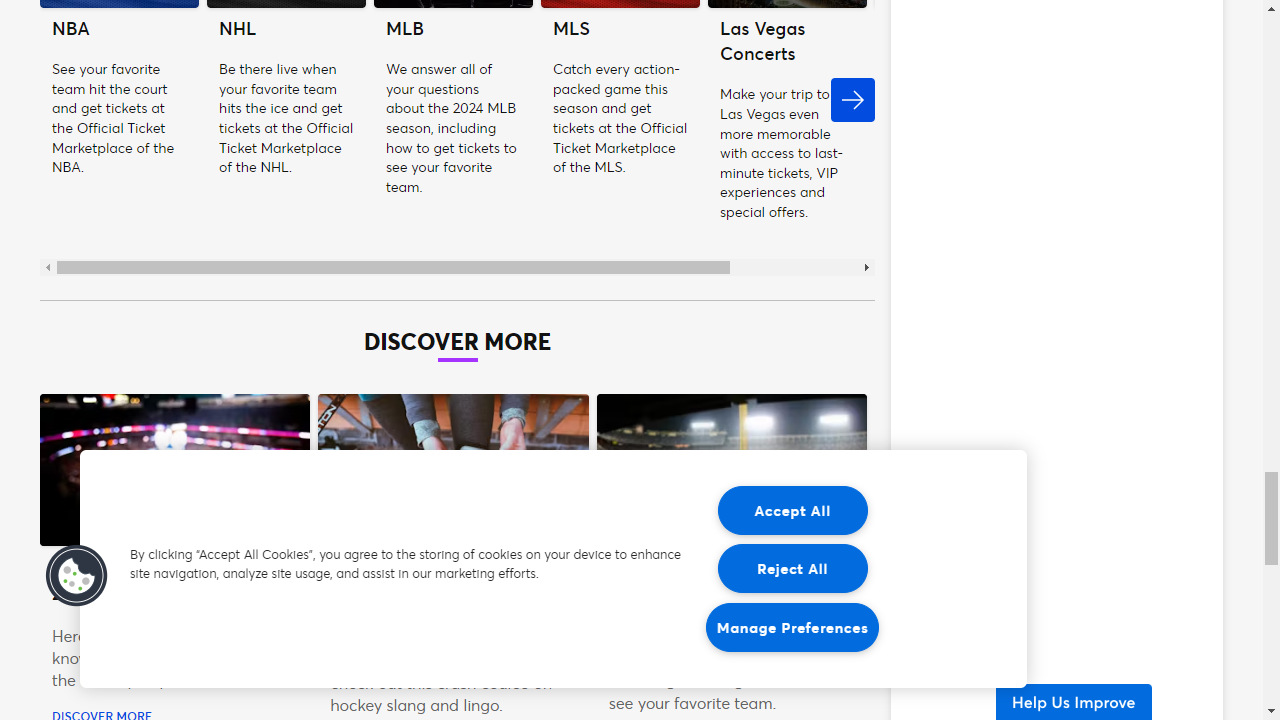 NBA
See your favorite
team hit the court
and get tickets at
the Official Ticket
Marketplace of the
NBA.
NHL
Be there live when
your favorite team
hits the ice and get
tickets at the Official
Ticket Marketplace
of the NHL.
MLB
We answer all of
your questions
about the 2024 MLB
season, including
how to get tickets to
see your favorite
team.
MLS
Catch every action-
packed game this
season and get
tickets at the Official
Ticket Marketplace
of the MLS.
Las Vegas
Concerts
Make your trip to
Las Vegas even
more memorable
with access to last-
minute tickets, VIP
experiences and
special offers.
DISCOVER MORE
By clicking “Accept All Cookies”, you agree to the storing of cookies on your device to enhance
site navigation, analyze site usage, and assist in our marketing efforts.
Accept All
Reject All
Manage Preferences
the
DISCOVER MORE
hockey slang and lingo.
see your favorite team.
Help Us Improve